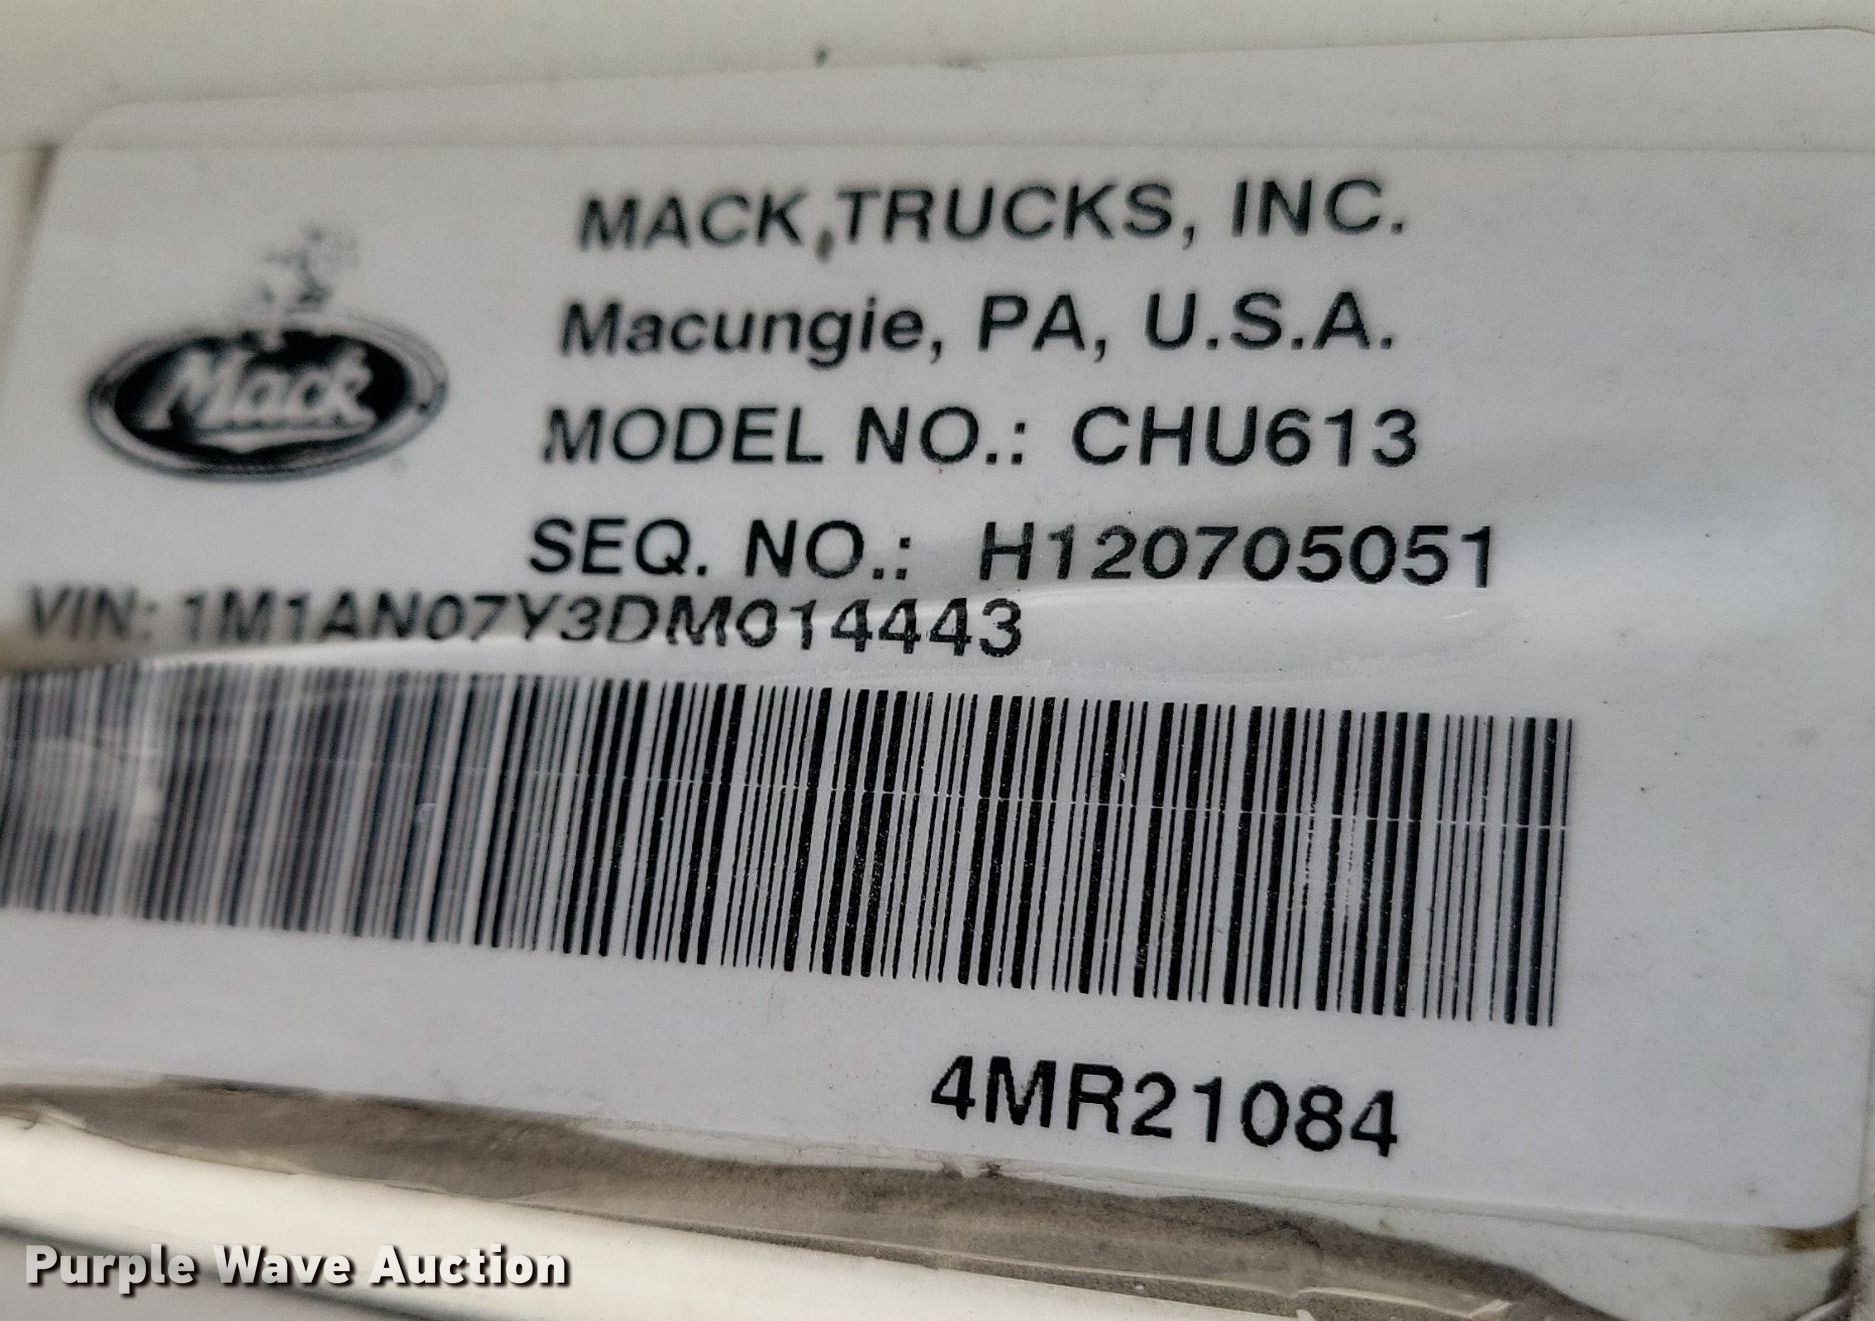 MACK TRUCKS, INC.
Macungie, PA, U.S.A.
Mack
MODEL NO.: CHU613
SEQ. NO.: H120705051
VIN: 1M1AN07Y3DM014443
4MR21084
Purple Wave Auction